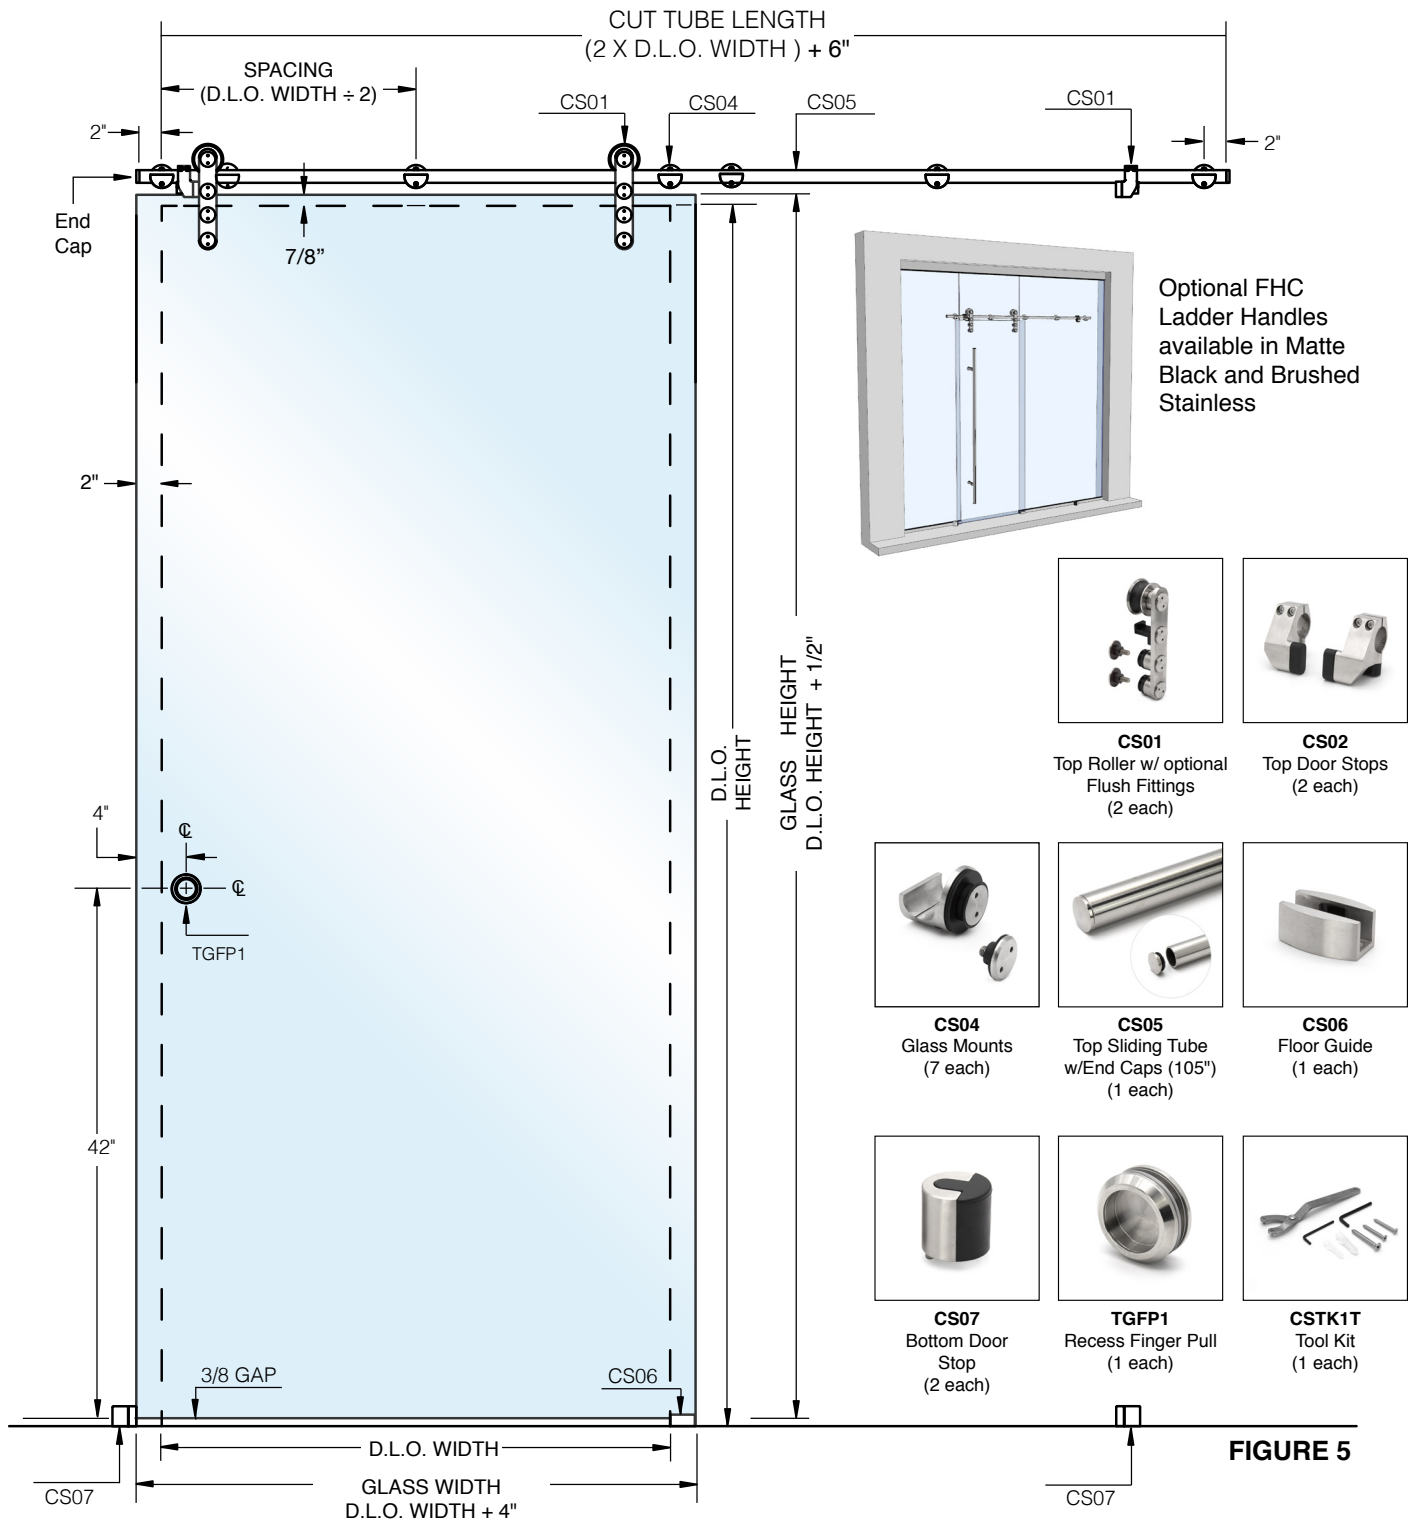 CUT TUBE LENGTH
(2 X D.L.O. WIDTH ) + 6"
SPACING
(D.L.O. WIDTH ÷ 2)
CS01
CS04
CS05
CS01
2"
2"
End
Cap
7/8”
Optional FHC
Ladder Handles
available in Matte
Black and Brushed
Stainless
2"
D.L.O.
HEIGHT
GLASS HEIGHT
D.L.O. HEIGHT + 1/2"
CS01
Top Roller w/ optional
Flush Fittings
(2 each)
CS02
Top Door Stops
(2 each)
4"
℄
℄
TGFP1
42"
CS04
Glass Mounts
(7 each)
CS05
Top Sliding Tube
w/End Caps (105")
(1 each)
CS06
Floor Guide
(1 each)
CS07
Bottom Door
Stop
(2 each)
TGFP1
Recess Finger Pull
(1 each)
CSTK1T
Tool Kit
(1 each)
3/8 GAP
CS06
D.L.O. WIDTH
GLASS WIDTH
D.L.O. WIDTH + 4"
CS07
CS07
FIGURE 5